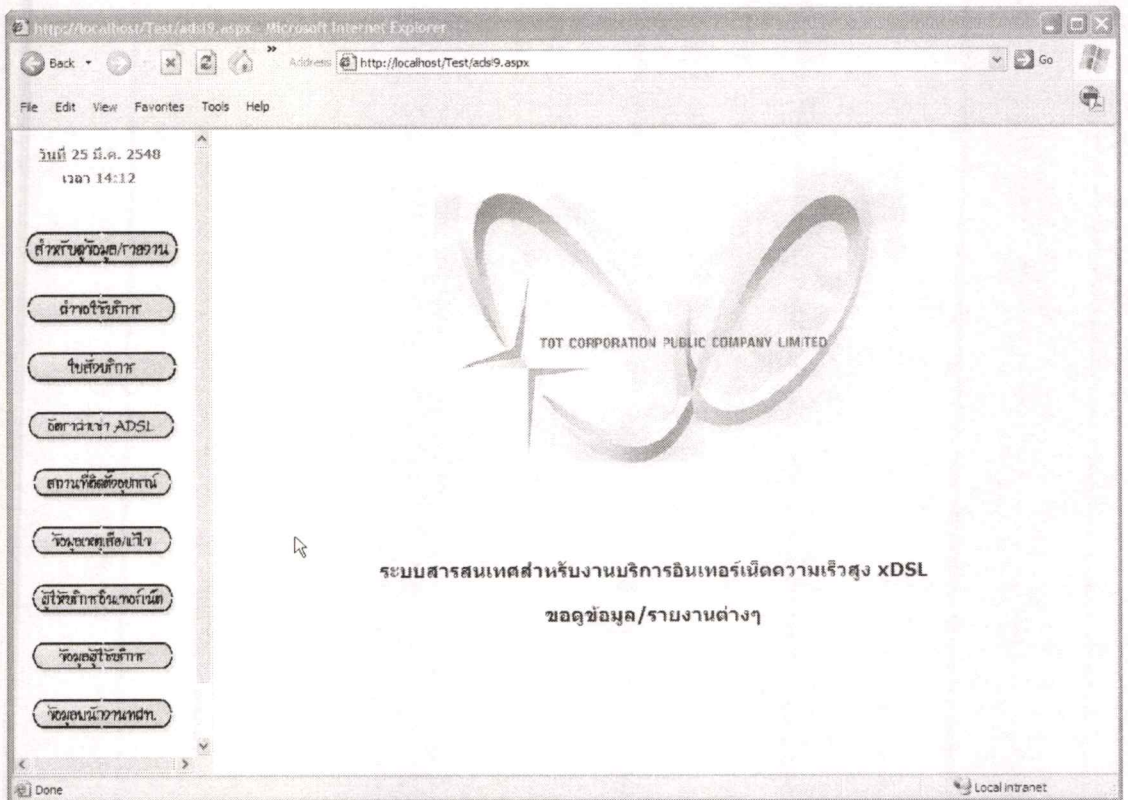 http://localhost/Test/adsl9.aspx - Microsoft Internet Explorer
Back
Address http://localhost/Test/adsl9.aspx Go
File Edit View Favorites Tools Help
วันที่ 25 มี.ค. 2548
เวลา 14:12
สำหรับดูข้อมูล/รายงาน
คำขอใช้บริการ
ใบสั่งบริการ
อัตราค่าเช่า ADSL
สถานที่ติดตั้งอุปกรณ์
ข้อมูลเหตุเสีย/แก้ไข
ผู้ให้บริการอินเทอร์เน็ต
ข้อมูลผู้ใช้บริการ
ข้อมูลพนักงานทศท.
TOT CORPORATION PUBLIC COMPANY LIMITED
ระบบสารสนเทศสำหรับงานบริการอินเทอร์เน็ตความเร็วสูง xDSL
ขอดูข้อมูล/รายงานต่างๆ
Done
Local intranet